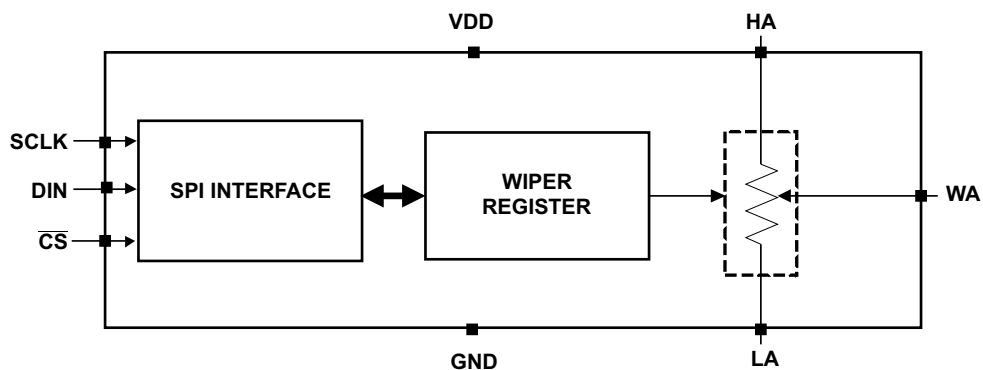 VDD
HA
SCLK
DIN
CS
SPI INTERFACE
WIPER
REGISTER
WA
GND
LA